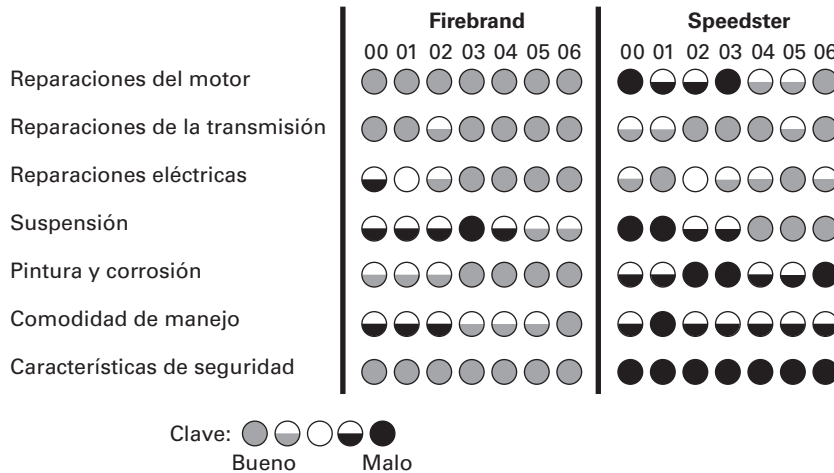 Firebrand Speedster
00 01 02 03 04 05 06 00 01 02 03 04 05 06
Reparaciones del motor
Reparaciones de la transmisión
Reparaciones eléctricas
Suspensión
Pintura y corrosión
Comodidad de manejo
Características de seguridad
Clave:
Bueno Malo